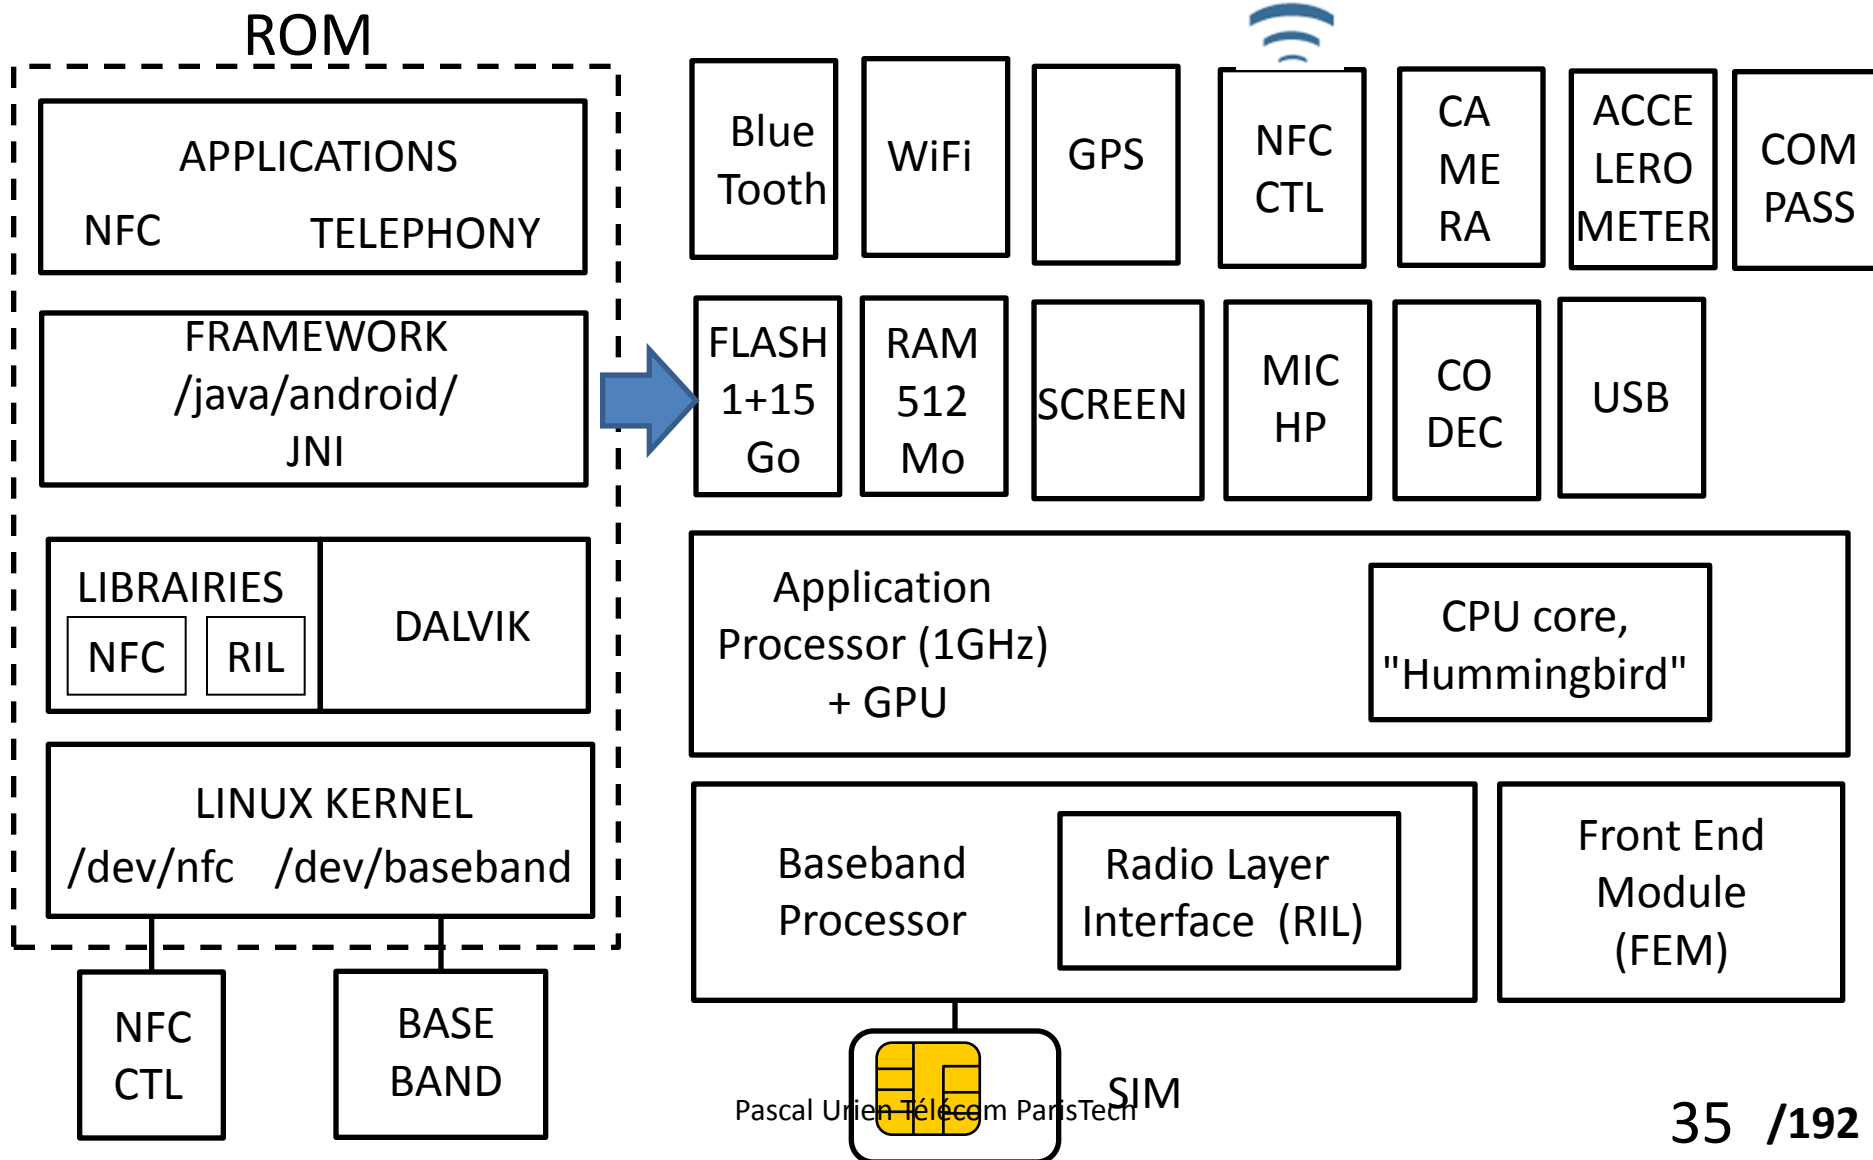 ROM
APPLICATIONS
NFC TELEPHONY
FRAMEWORK
/java/android/
JNI
LIBRAIRIES
NFC RIL
DALVIK
LINUX KERNEL
/dev/nfc /dev/baseband
NFC
CTL
BASE
BAND
Blue
Tooth
WiFi
GPS
NFC
CTL
CA
ME
RA
ACCE
LERO
METER
COM
PASS
FLASH
1+15
Go
RAM
512
Mo
SCREEN
MIC
HP
CO
DEC
USB
Application
Processor (1GHz)
+ GPU
CPU core,
"Hummingbird"
Baseband
Processor
Radio Layer
Interface (RIL)
Front End
Module
(FEM)
SIM
Pascal Urien Télécom ParisTech
35 /192